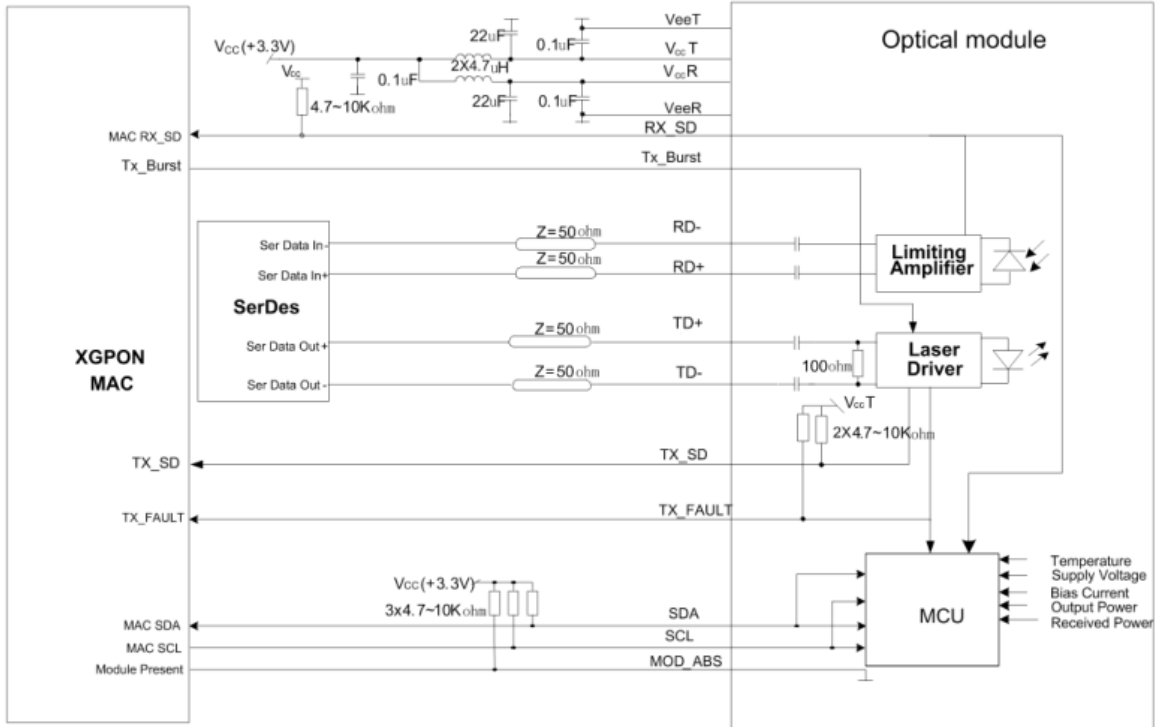 VeeT
22uF
0.1uF
Optical module
Vcc(+3.3V)
Vcc T
2X4.7uH
Vcc
0.1uF
Vcc R
4.7~10Kohm
22uF
0.1uF
VeeR
MAC RX_SD
RX_SD
Tx_Burst
Tx_Burst
Ser Data In-
Z=50ohm
RD-
Z=50ohm
Ser Data In+
RD+
Limiting
Amplifier
SerDes
TD+
Ser Data Out+
Z=50ohm
XGPON
MAC
Laser
Driver
100ohm
Z=50ohm
Ser Data Out-
TD-
Vcc T
2X4.7~10Kohm
TX_SD
TX_SD
TX_FAULT
TX_FAULT
Temperature
Supply Voltage
Bias Current
Output Power
Received Power
Vcc(+3.3V)
3x4.7~10Kohm
MCU
MAC SDA
SDA
MAC SCL
SCL
Module Present
MOD_ABS